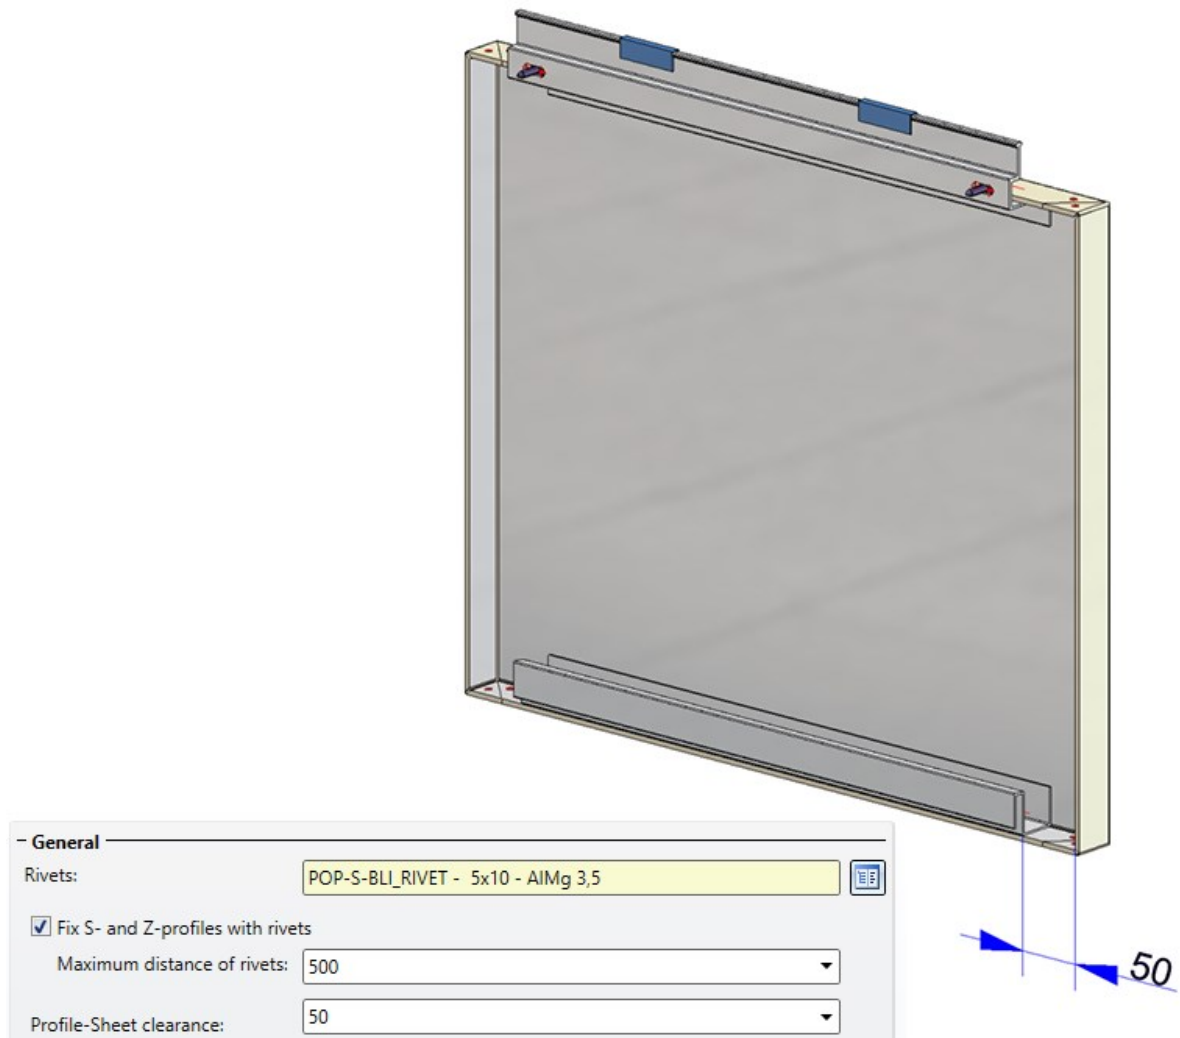 General
Rivets:
POP-S-BLI_RIVET - 5x10 - AlMg 3,5
Fix S- and Z-profiles with rivets
Maximum distance of rivets:
500
Profile-Sheet clearance:
50
50